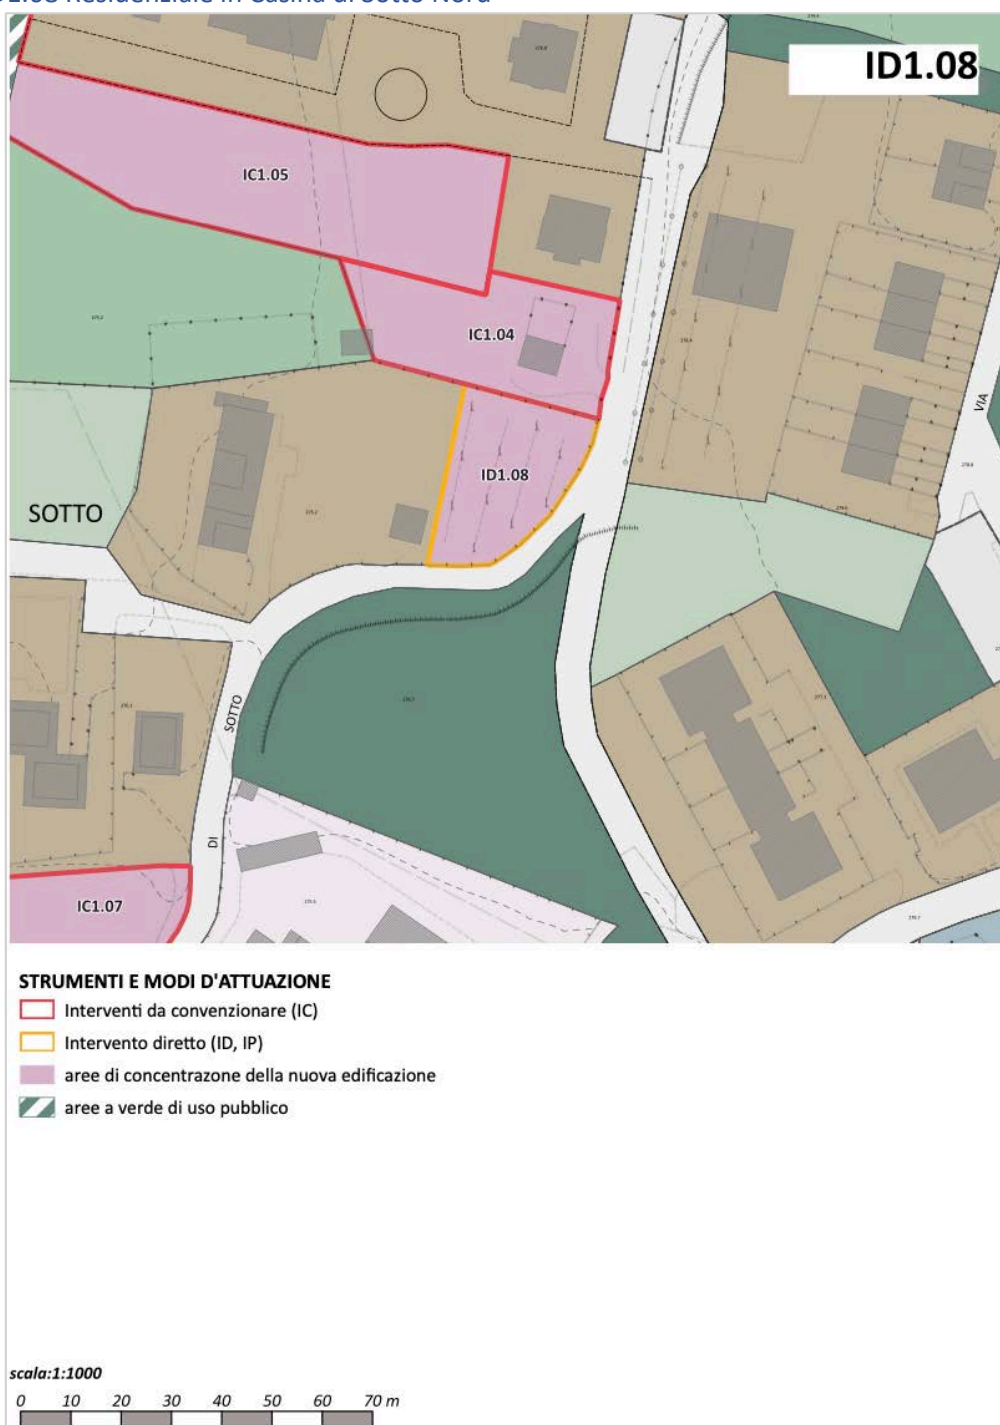 ID1.08
IC1.05
IC1.04
VIA
ID1.08
SOTTO
SOTTO
DI
IC1.07
STRUMENTI E MODI D'ATTUAZIONE
Interventi da convenzionare (IC)
Intervento diretto (ID, IP)
aree di concentrazone della nuova edificazione
aree a verde di uso pubblico
scala:1:1000
0 10 20 30 40 50 60 70 m